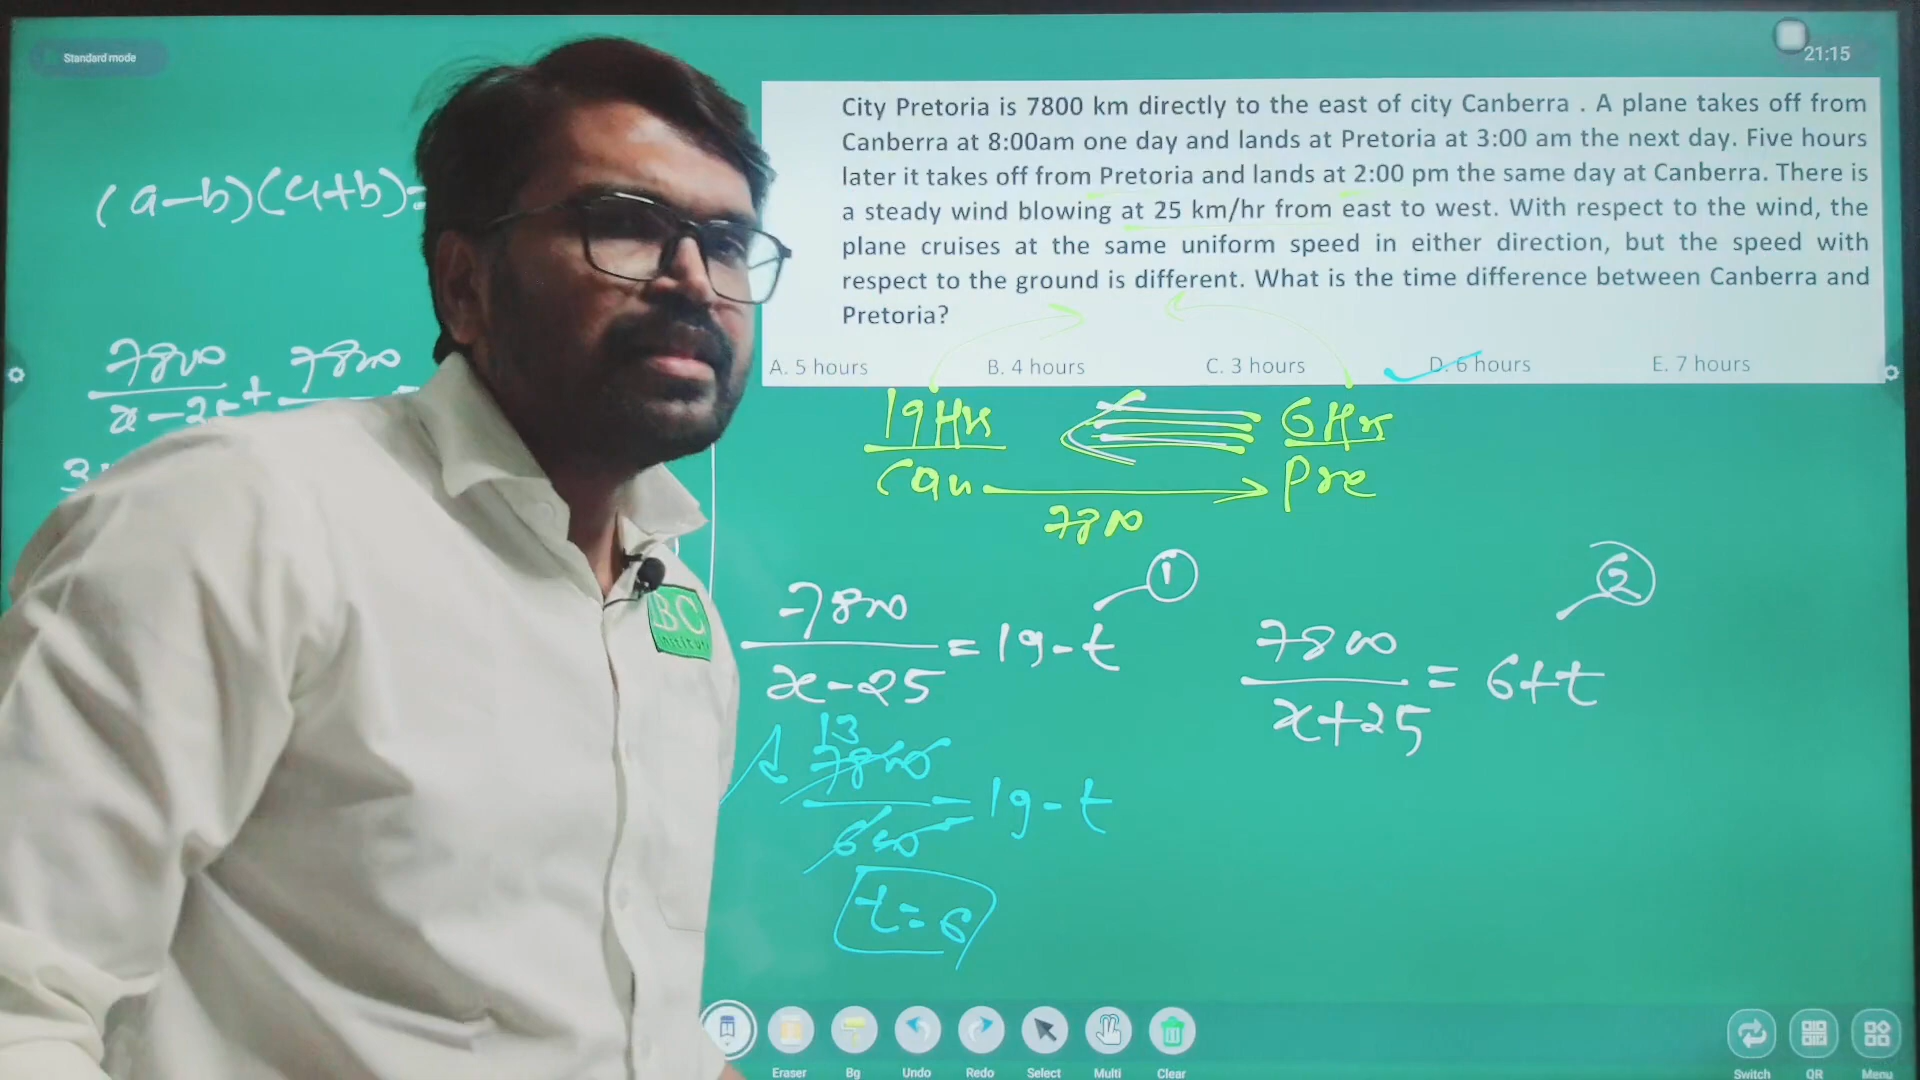 Standard mode
21:15
City Pretoria is 7800 km directly to the east of city Canberra . A plane takes off from
Canberra at 8:00am one day and lands at Pretoria at 3:00 am the next day. Five hours
later it takes off from Pretoria and lands at 2:00 pm the same day at Canberra. There is
a steady wind blowing at 25 km/hr from east to west. With respect to the wind, the
plane cruises at the same uniform speed in either direction, but the speed with
respect to the ground is different. What is the time difference between Canberra and
Pretoria?
A. 5 hours B. 4 hours C. 3 hours D. 6 hours E. 7 hours
(a-b)(a+b)=
7800 + 7800
x-25
3
19Hrs 6Hrs
Can Pre
7800
1
7800 = 19-t
x-25
2
7800 = 6+t
x+25
13
7800 = 19-t
600
t=6
BC
Eraser Bg Undo Redo Select Multi Clear
Switch QR Menu